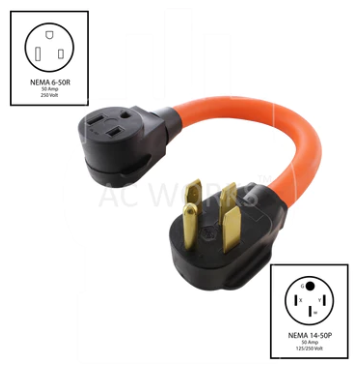 NEMA 6-50R
50 Amp
250 Volt
AC WORKS
G
X
Y
W
NEMA 14-50P
50 Amp
125/250 Volt